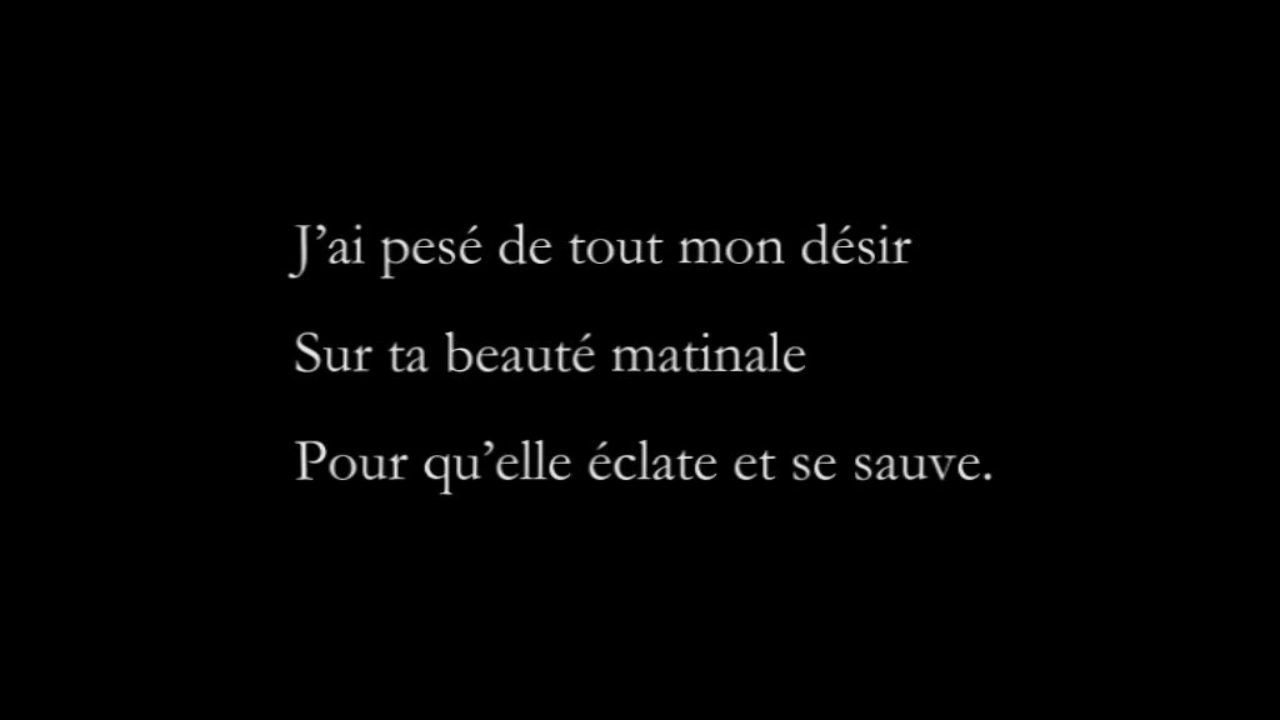 J’ai pesé de tout mon désir
Sur ta beauté matinale
Pour qu’elle éclate et se sauve.